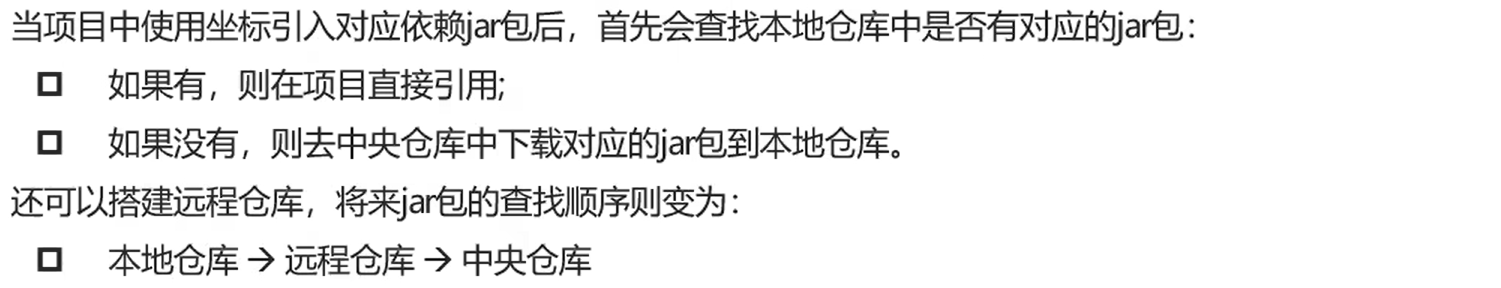 当项目中使用坐标引入对应依赖jar包后，首先会查找本地仓库中是否有对应的jar包：
如果有，则在项目直接引用;
如果没有，则去中央仓库中下载对应的jar包到本地仓库。
还可以搭建远程仓库，将来jar包的查找顺序则变为：
本地仓库 → 远程仓库 → 中央仓库